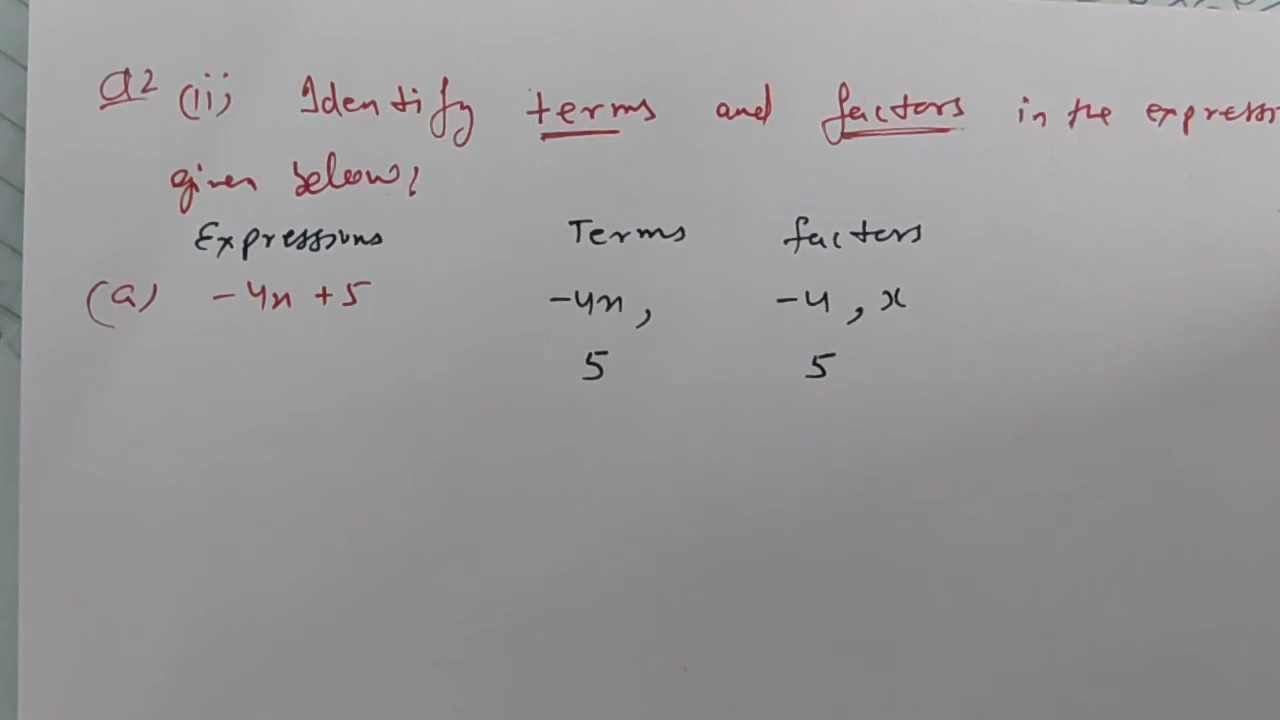 Q2 (ii) Identify terms and factors in the expressi
given below:
Expressions Terms factors
(a) -4x +5 -4x, -4, x
5 5